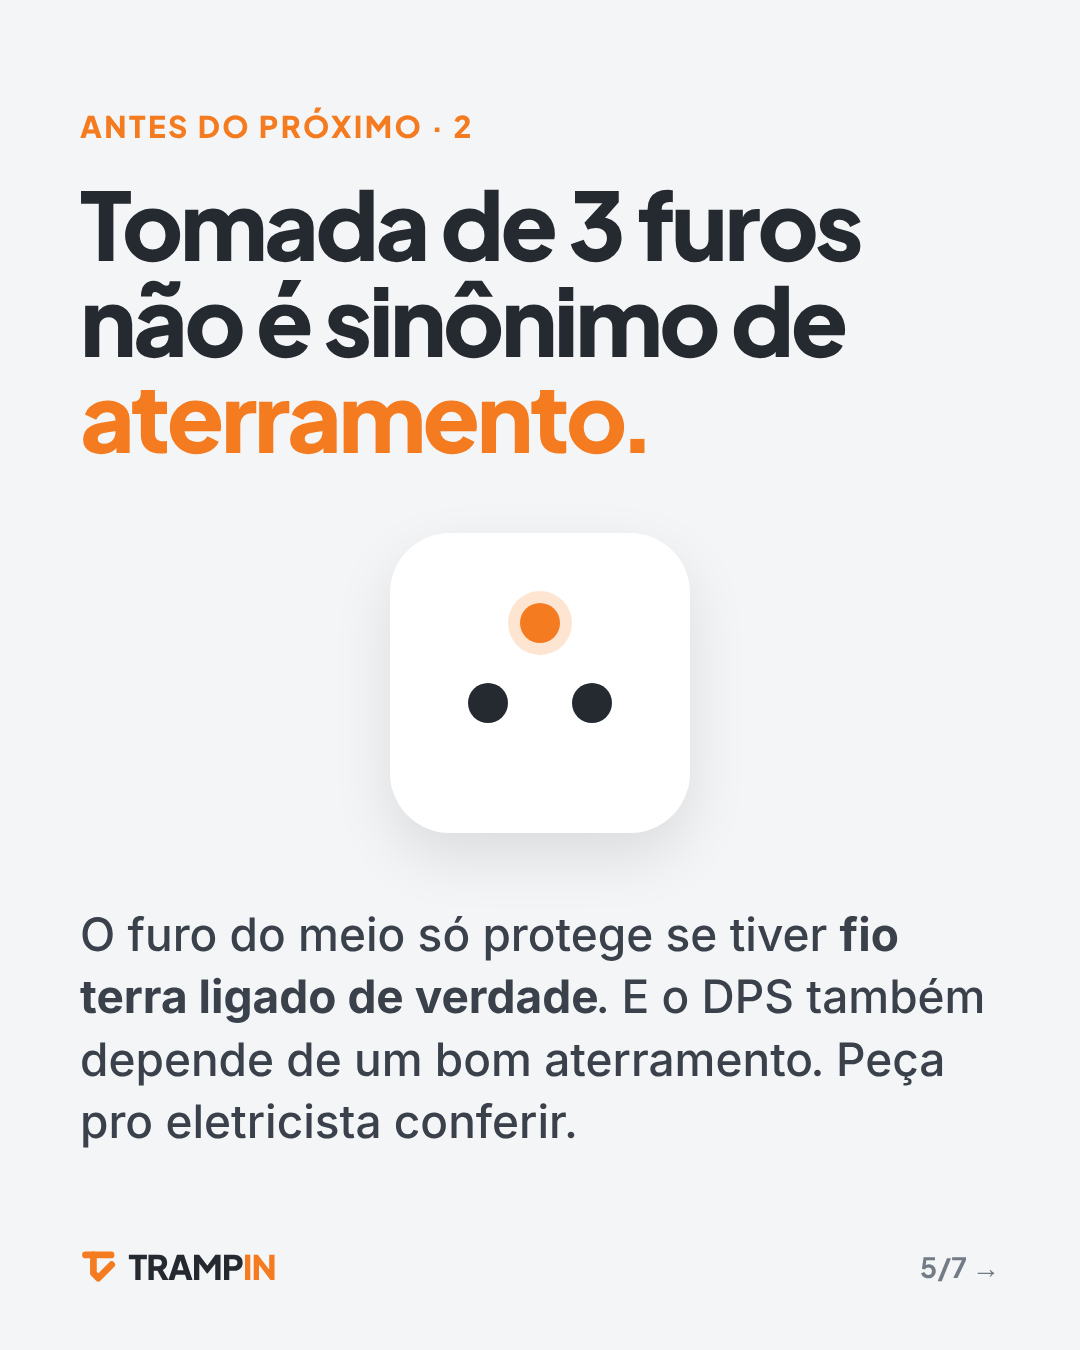 ANTES DO PRÓXIMO · 2
Tomada de 3 furos
não é sinônimo de
aterramento.
O furo do meio só protege se tiver fio
terra ligado de verdade. E o DPS também
depende de um bom aterramento. Peça
pro eletricista conferir.
TRAMPIN
5/7 →